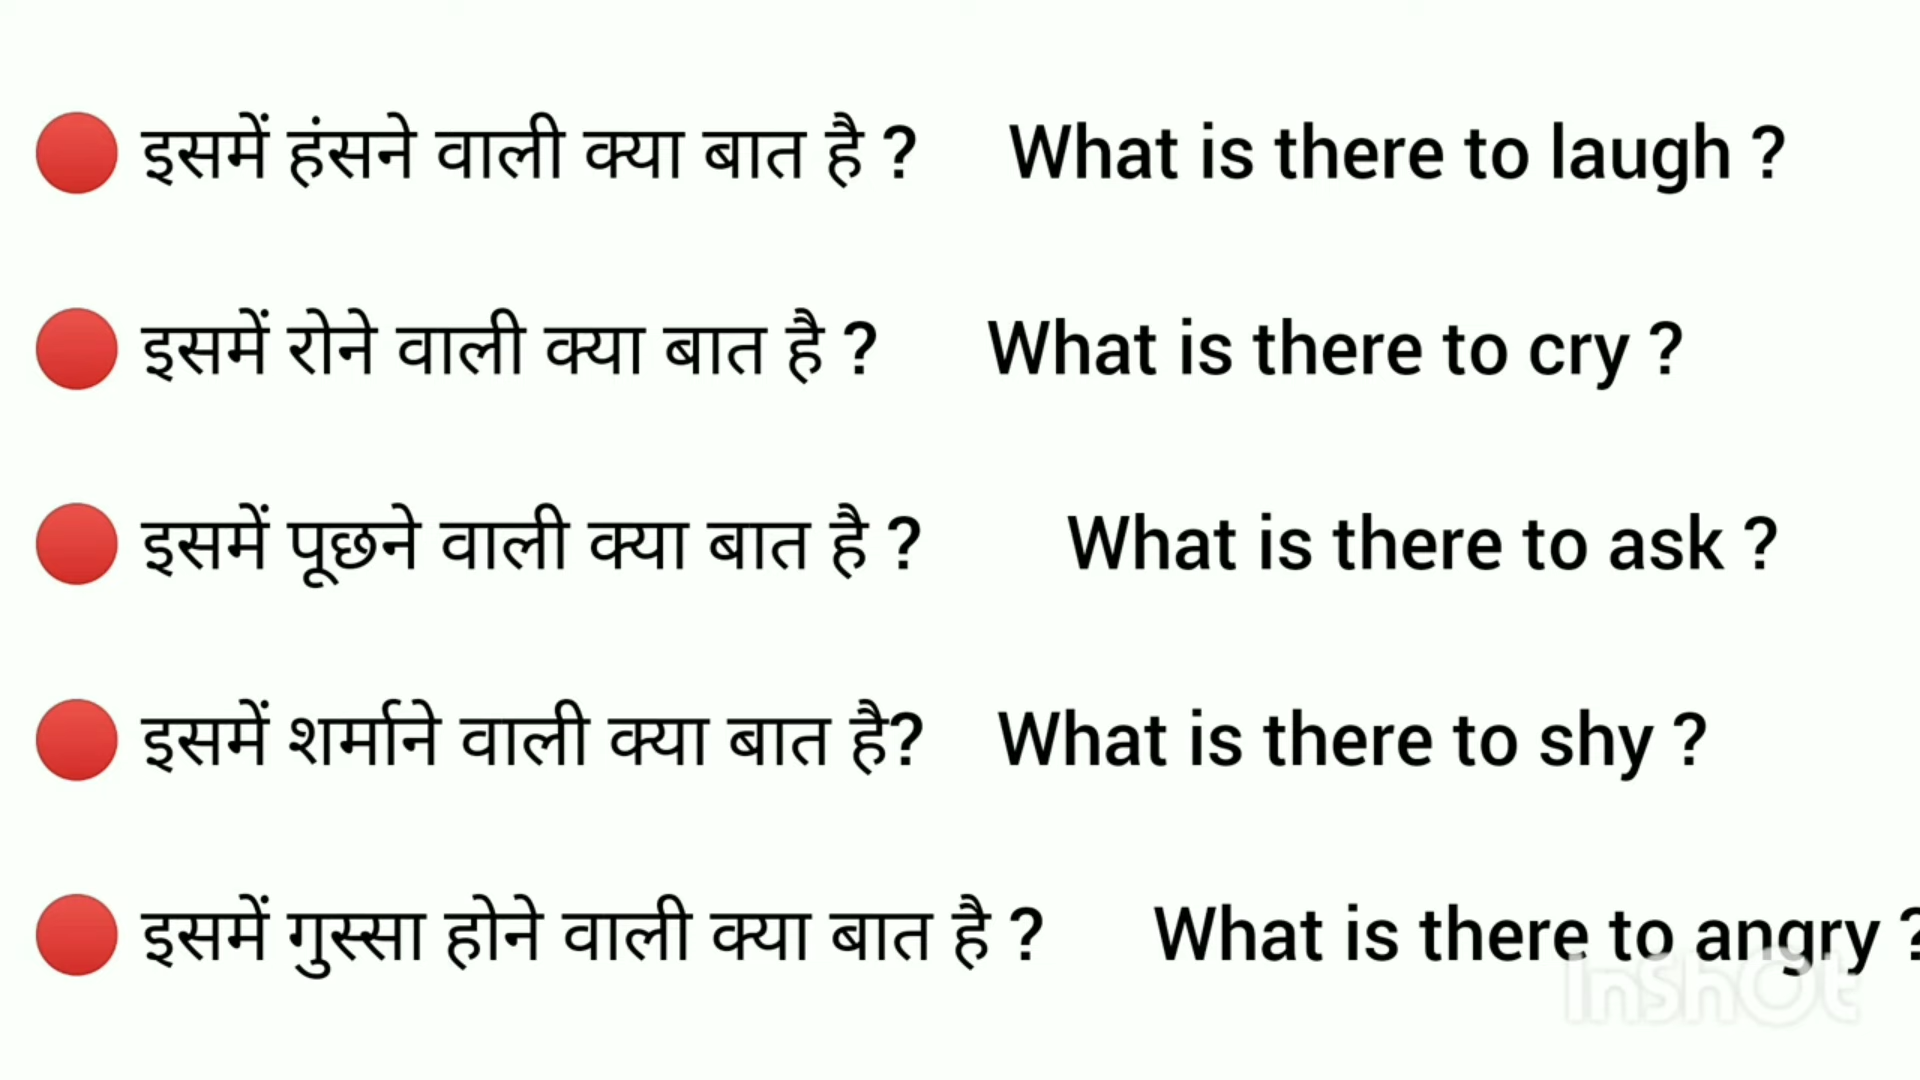 इसमें हंसने वाली क्या बात है ? What is there to laugh ?
इसमें रोने वाली क्या बात है ? What is there to cry ?
इसमें पूछने वाली क्या बात है ? What is there to ask ?
इसमें शर्माने वाली क्या बात है? What is there to shy ?
इसमें गुस्सा होने वाली क्या बात है ? What is there to angry ?
InShOt